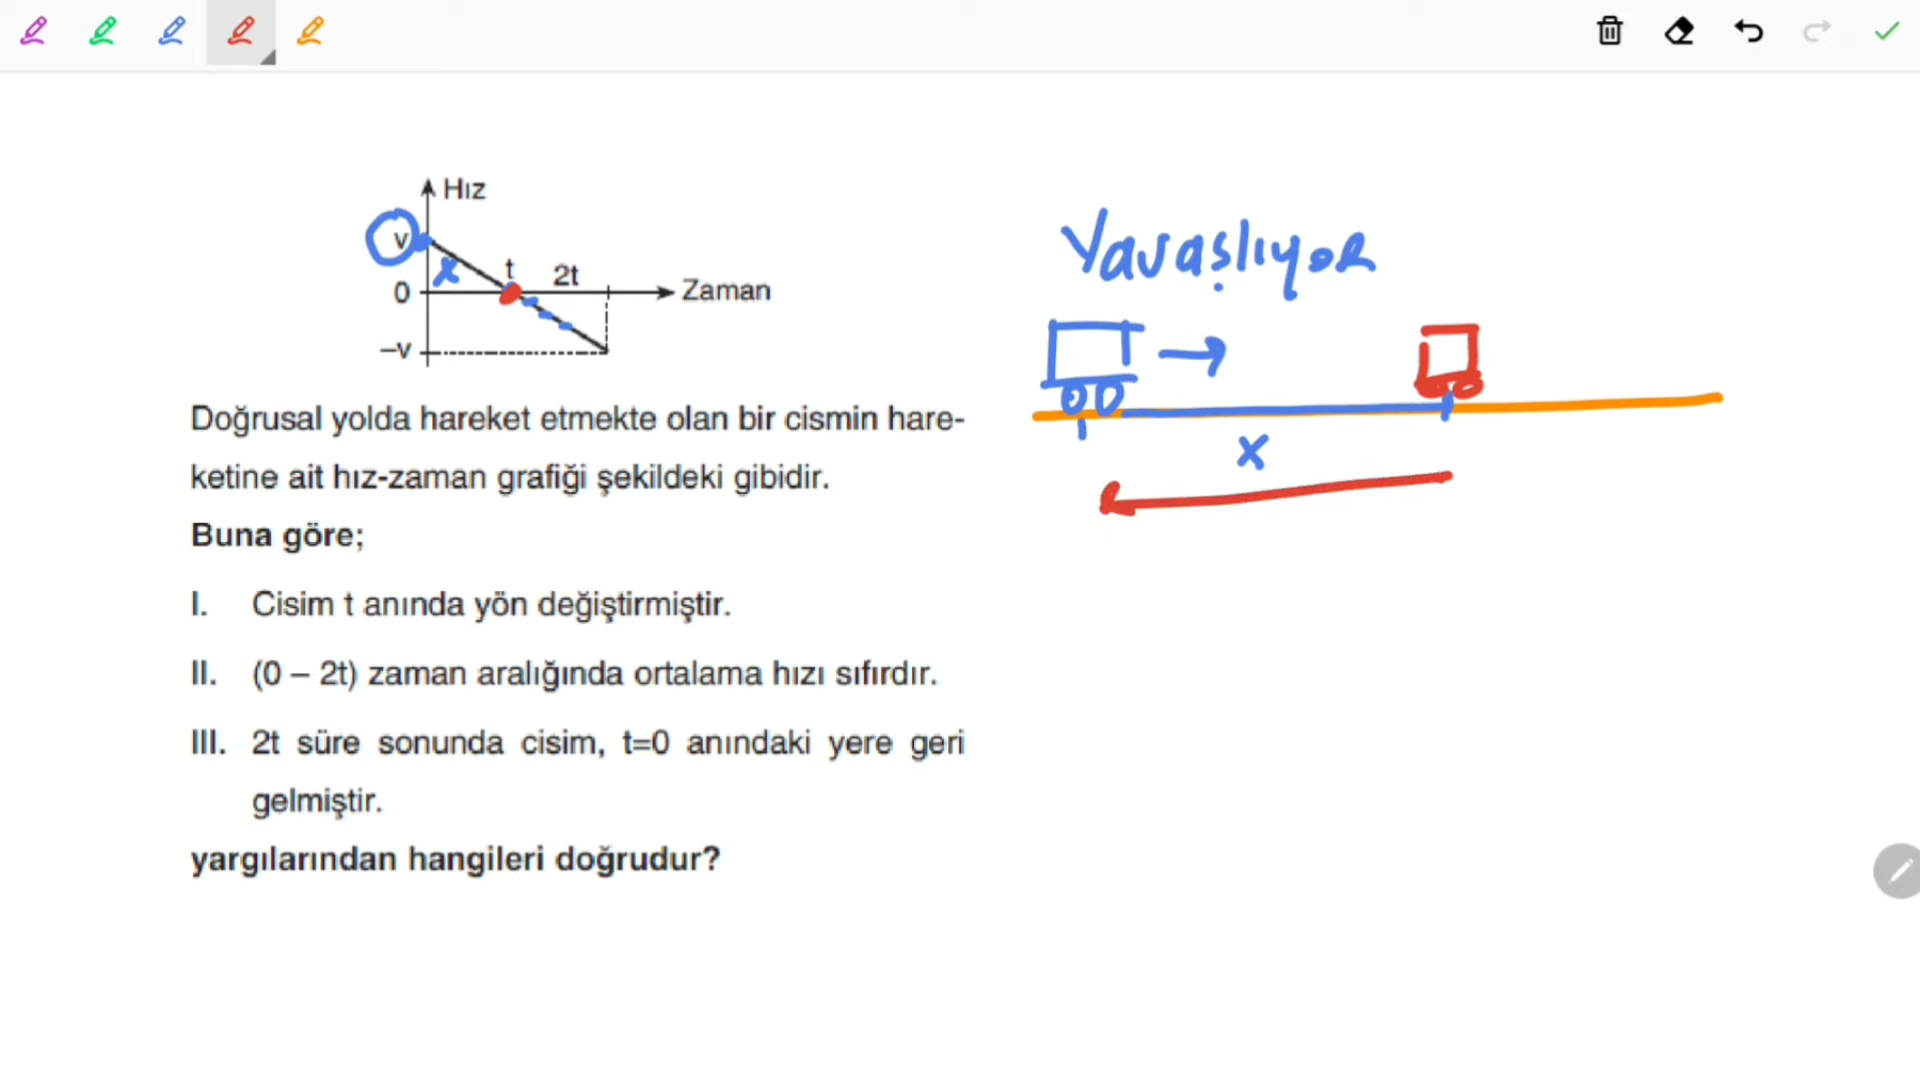 Hız
v
x
t
2t
0
Zaman
–v
Yavaşlıyor
x
Doğrusal yolda hareket etmekte olan bir cismin hare-
ketine ait hız-zaman grafiği şekildeki gibidir.
Buna göre;
I. Cisim t anında yön değiştirmiştir.
II. (0 – 2t) zaman aralığında ortalama hızı sıfırdır.
III. 2t süre sonunda cisim, t=0 anındaki yere geri
gelmiştir.
yargılarından hangileri doğrudur?